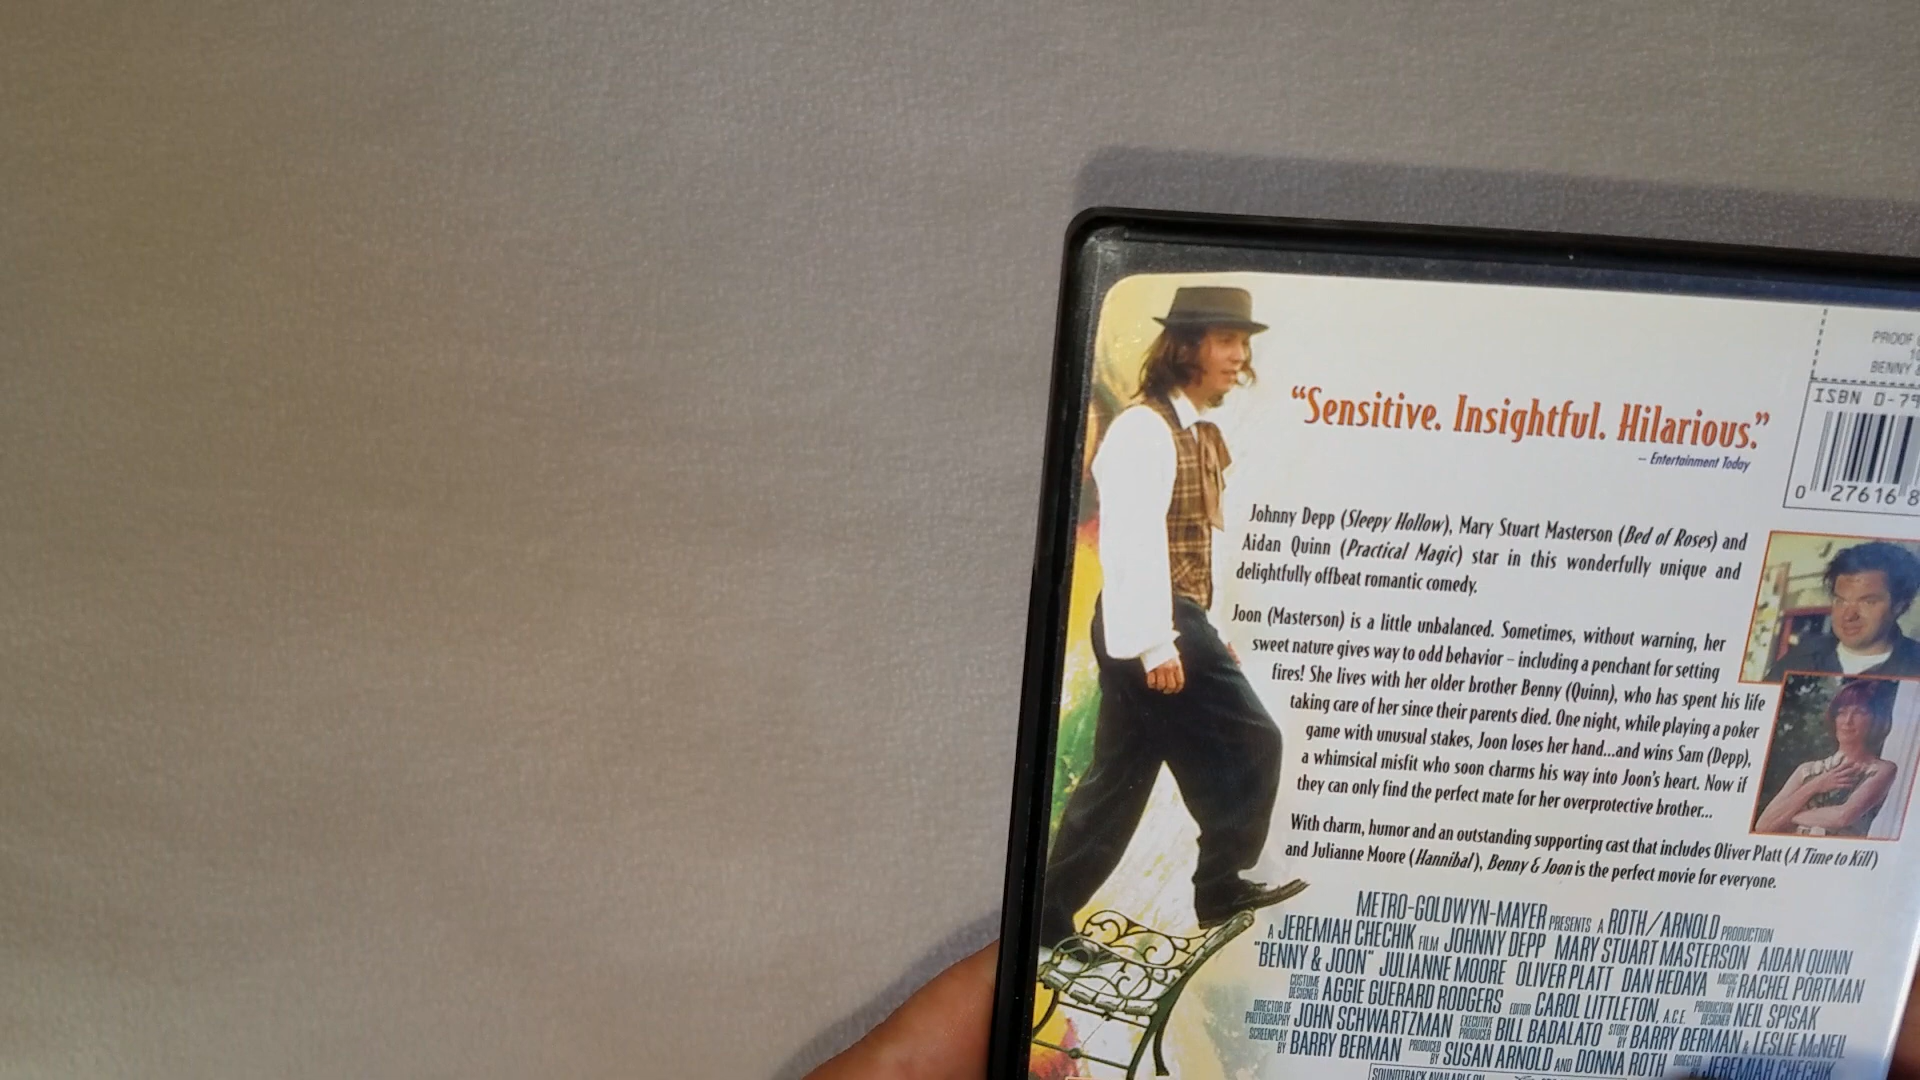 PROOF
BENNY &
ISBN 0-79
0 27616 8
“Sensitive. Insightful. Hilarious.”
– Entertainment Today
Johnny Depp (Sleepy Hollow), Mary Stuart Masterson (Bed of Roses) and
Aidan Quinn (Practical Magic) star in this wonderfully unique and
delightfully offbeat romantic comedy.
Joon (Masterson) is a little unbalanced. Sometimes, without warning, her
sweet nature gives way to odd behavior – including a penchant for setting
fires! She lives with her older brother Benny (Quinn), who has spent his life
taking care of her since their parents died. One night, while playing a poker
game with unusual stakes, Joon loses her hand...and wins Sam (Depp),
a whimsical misfit who soon charms his way into Joon's heart. Now if
they can only find the perfect mate for her overprotective brother...
With charm, humor and an outstanding supporting cast that includes Oliver Platt (A Time to Kill)
and Julianne Moore (Hannibal), Benny & Joon is the perfect movie for everyone.
METRO-GOLDWYN-MAYER PRESENTS A ROTH/ARNOLD PRODUCTION
A JEREMIAH CHECHIK FILM JOHNNY DEPP MARY STUART MASTERSON AIDAN QUINN
"BENNY & JOON" JULIANNE MOORE OLIVER PLATT DAN HEDAYA MUSIC BY RACHEL PORTMAN
COSTUME DESIGNER AGGIE GUERARD RODGERS EDITOR CAROL LITTLETON, A.C.E. PRODUCTION DESIGNER NEIL SPISAK
DIRECTOR OF PHOTOGRAPHY JOHN SCHWARTZMAN EXECUTIVE PRODUCER BILL BADALATO STORY BY BARRY BERMAN & LESLIE McNEIL
SCREENPLAY BY BARRY BERMAN PRODUCED BY SUSAN ARNOLD AND DONNA ROTH DIRECTED BY JEREMIAH CHECHIK
SOUNDTRACK AVAILABLE ON